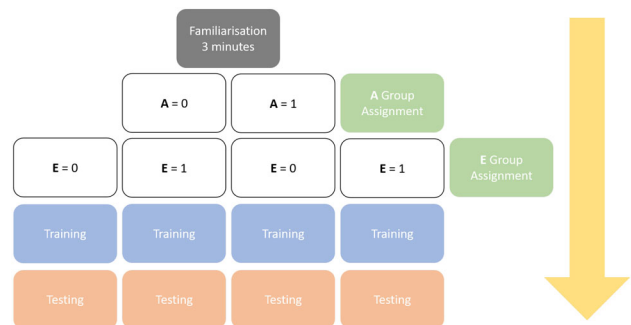 Familiarisation
3 minutes
A = 0
A = 1
A Group
Assignment
E = 0
E = 1
E = 0
E = 1
E Group
Assignment
Training
Training
Training
Training
Testing
Testing
Testing
Testing